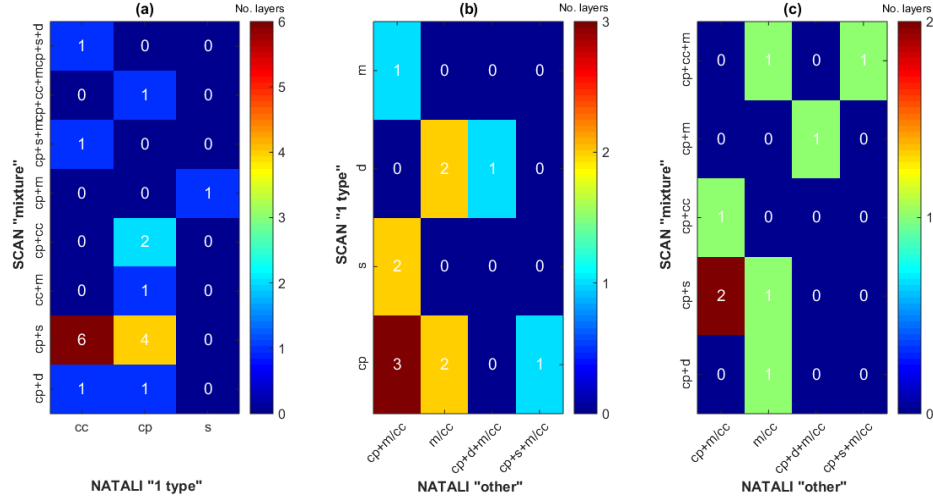 (a)
No. layers
SCAN "mixture"
cp+s+d
1 0 0
cp+cc+m
0 1 0
cp+s+m
1 0 0
cp+m
0 0 1
cp+cc
0 2 0
cc+m
0 1 0
cp+s
6 4 0
cp+d
1 1 0
cc cp s
NATALI "1 type"
6
5
4
3
2
1
0
(b)
No. layers
SCAN "1 type"
m
1 0 0 0
d
0 2 1 0
s
2 0 0 0
cp
3 2 0 1
cp+m/cc m/cc cp+d+m/cc cp+s+m/cc
NATALI "other"
3
2
1
0
(c)
No. layers
SCAN "mixture"
cp+cc+m
0 1 0 1
cp+m
0 0 1 0
cp+cc
1 0 0 0
cp+s
2 1 0 0
cp+d
0 1 0 0
cp+m/cc m/cc cp+d+m/cc cp+s+m/cc
NATALI "other"
2
1
0